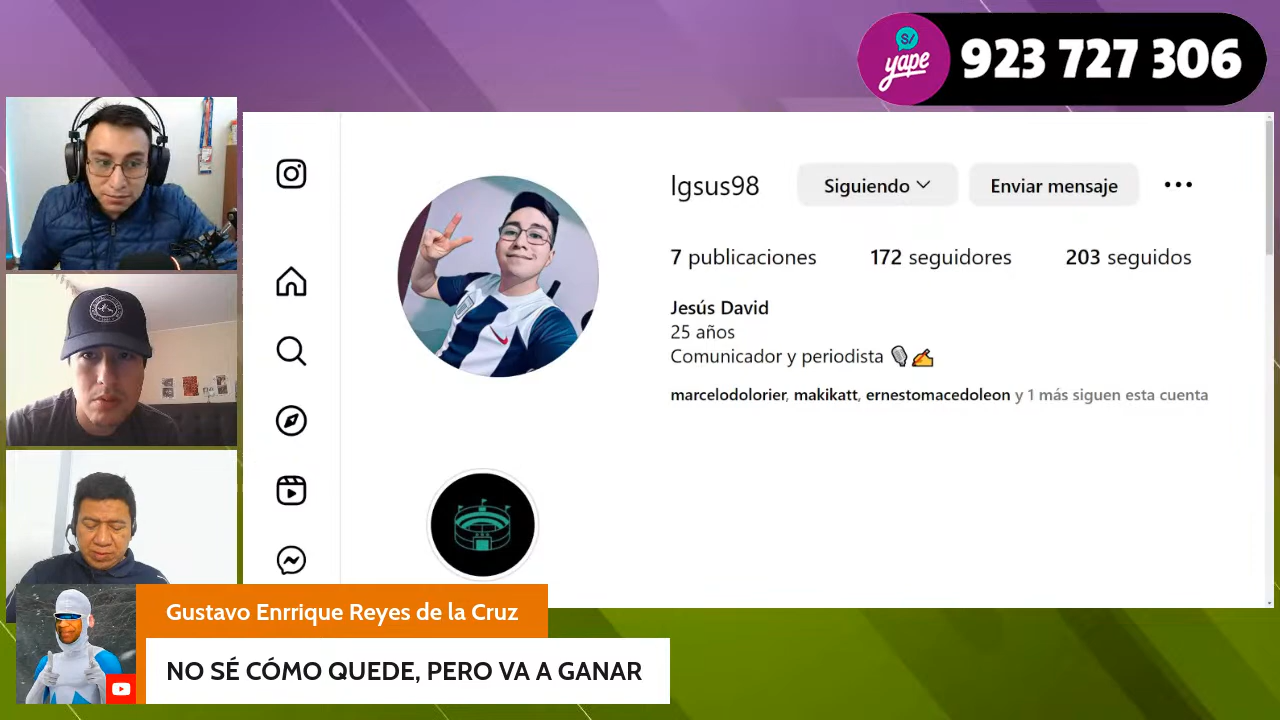 S/
yape
923 727 306
lgsus98
Siguiendo
Enviar mensaje
7 publicaciones
172 seguidores
203 seguidos
Jesús David
25 años
Comunicador y periodista
marcelodolorier, makikatt, ernestomacedoleon y 1 más siguen esta cuenta
Gustavo Enrrique Reyes de la Cruz
NO SÉ CÓMO QUEDE, PERO VA A GANAR